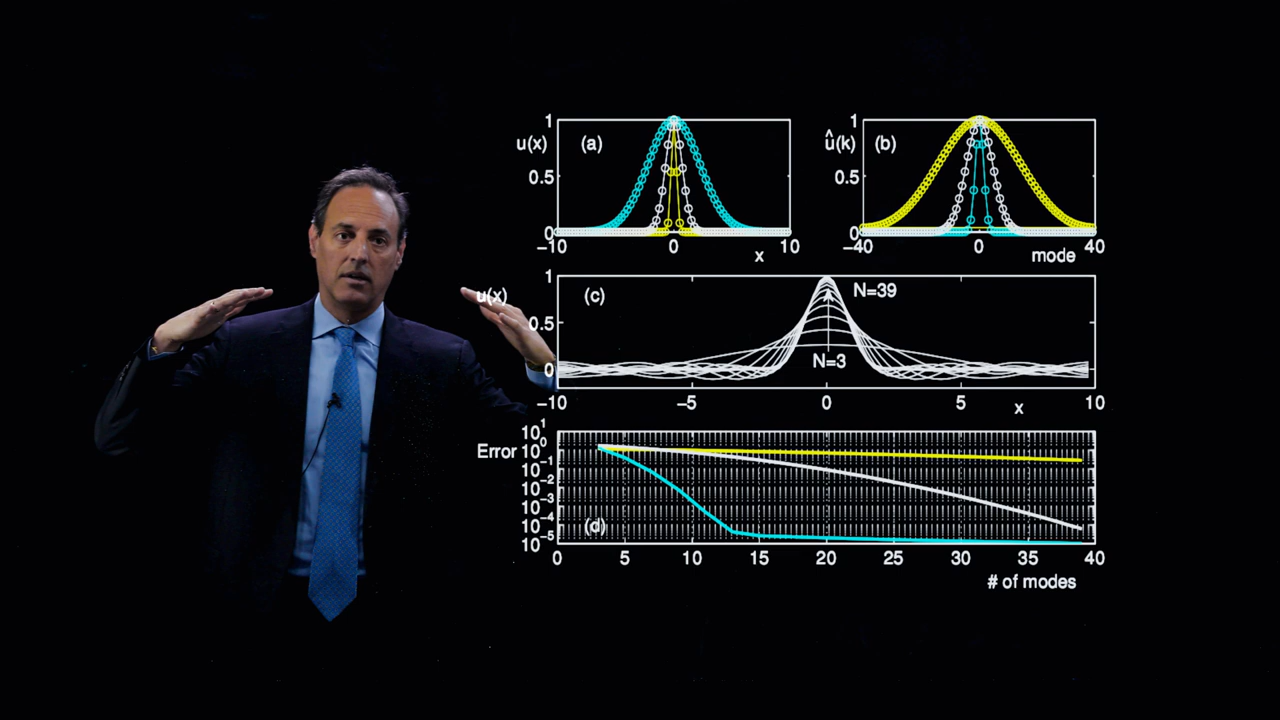 1
u(x)
(a)
0.5
0
−10
0
10
x
1
û(k)
(b)
0.5
0
−40
0
40
mode
1
u(x)
(c)
N=39
0.5
N=3
0
−10
−5
0
5
10
x
10^1
Error 10^0
10^−1
10^−2
10^−3
10^−4
(d)
10^−5
0
5
10
15
20
25
30
35
40
# of modes